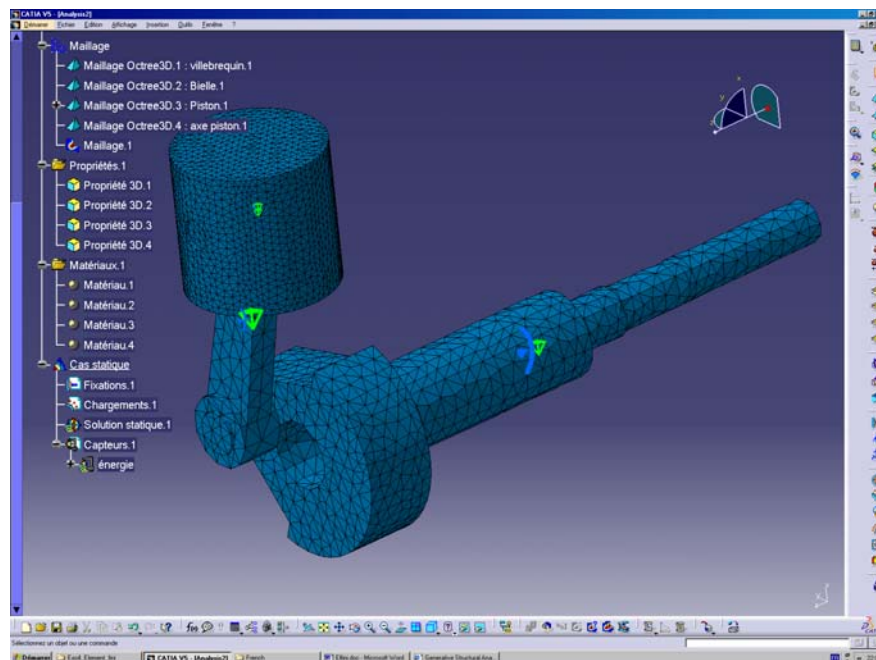 CATIA V5 - [Analysis2]
Démarrer Fichier Edition Affichage Insertion Outils Fenêtre ?
Maillage
Maillage Octree3D.1 : villebrequin.1
Maillage Octree3D.2 : Bielle.1
Maillage Octree3D.3 : Piston.1
Maillage Octree3D.4 : axe piston.1
Maillage.1
Propriétés.1
Propriété 3D.1
Propriété 3D.2
Propriété 3D.3
Propriété 3D.4
Matériaux.1
Matériau.1
Matériau.2
Matériau.3
Matériau.4
Cas statique
Fixations.1
Chargements.1
Solution statique.1
Capteurs.1
énergie
x
y
z
Sélectionnez un objet ou une commande
Démarrer French CATIA V5 - [Analysis2] Microsoft Word Generative Structural Ana...